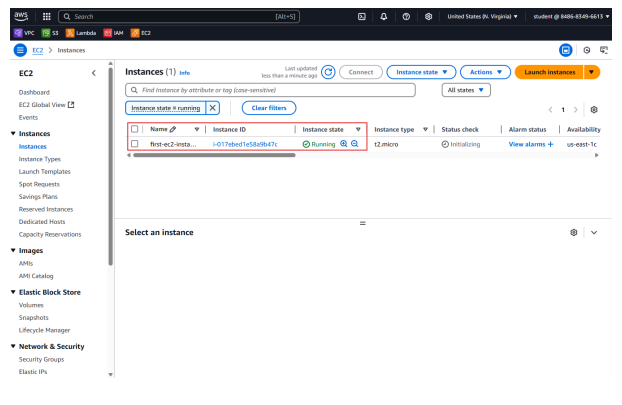 aws Search [Alt+S] United States (N. Virginia) ▼ student @ 8486-8349-6613 ▼
VPC S3 Lambda IAM EC2
EC2 > Instances
EC2
Dashboard
EC2 Global View
Events
▼ Instances
Instances
Instance Types
Launch Templates
Spot Requests
Savings Plans
Reserved Instances
Dedicated Hosts
Capacity Reservations
▼ Images
AMIs
AMI Catalog
▼ Elastic Block Store
Volumes
Snapshots
Lifecycle Manager
▼ Network & Security
Security Groups
Elastic IPs
Instances (1) Info
Last updated
less than a minute ago
Connect Instance state ▼ Actions ▼ Launch instances ▼
Find Instance by attribute or tag (case-sensitive) All states ▼
Instance state = running X Clear filters < 1 >
Name Instance ID Instance state Instance type Status check Alarm status Availability
first-ec2-insta... i-017ebed1e58a9b47c Running t2.micro Initializing View alarms + us-east-1c
Select an instance